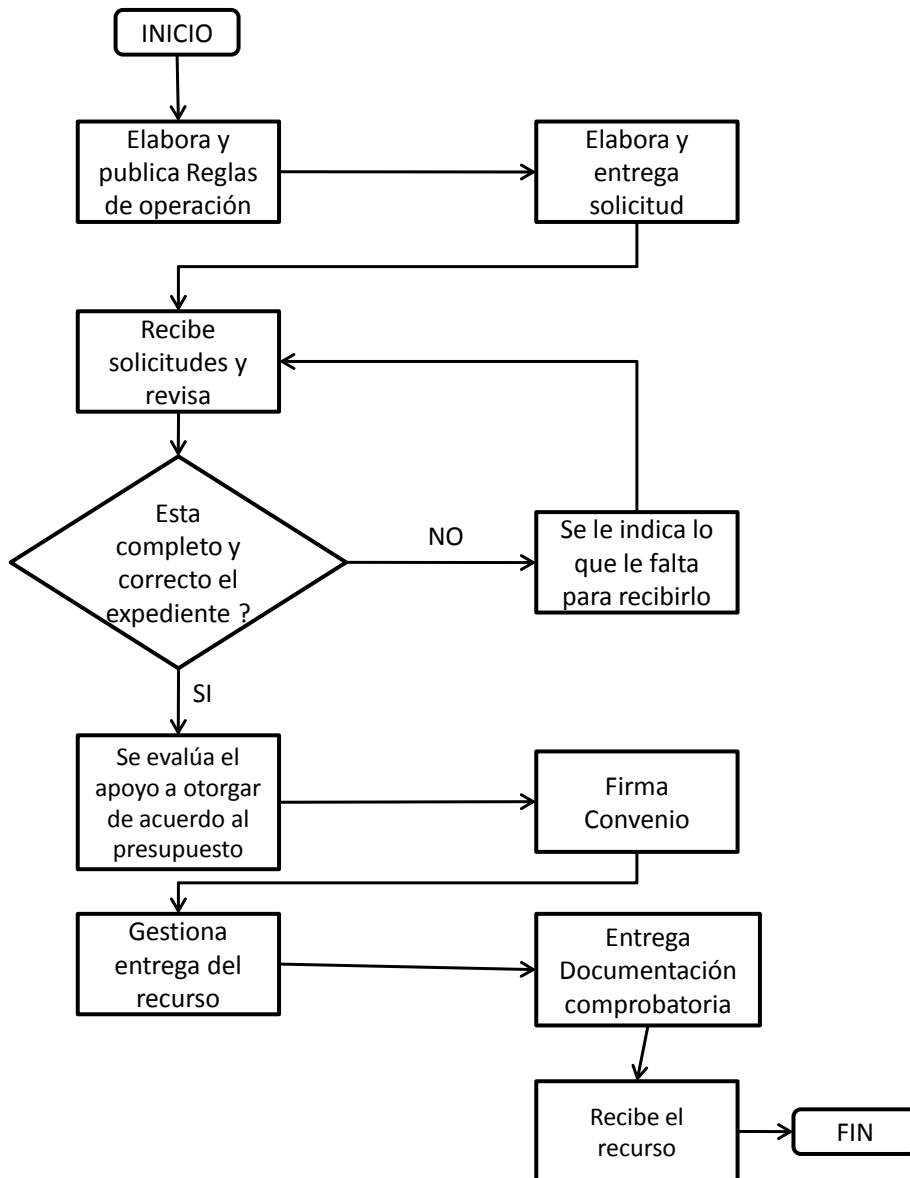 INICIO
Elabora y
publica Reglas
de operación
Elabora y
entrega
solicitud
Recibe
solicitudes y
revisa
Esta
completo y
correcto el
expediente ?
NO
Se le indica lo
que le falta
para recibirlo
SI
Se evalúa el
apoyo a otorgar
de acuerdo al
presupuesto
Firma
Convenio
Gestiona
entrega del
recurso
Entrega
Documentación
comprobatoria
Recibe el
recurso
FIN